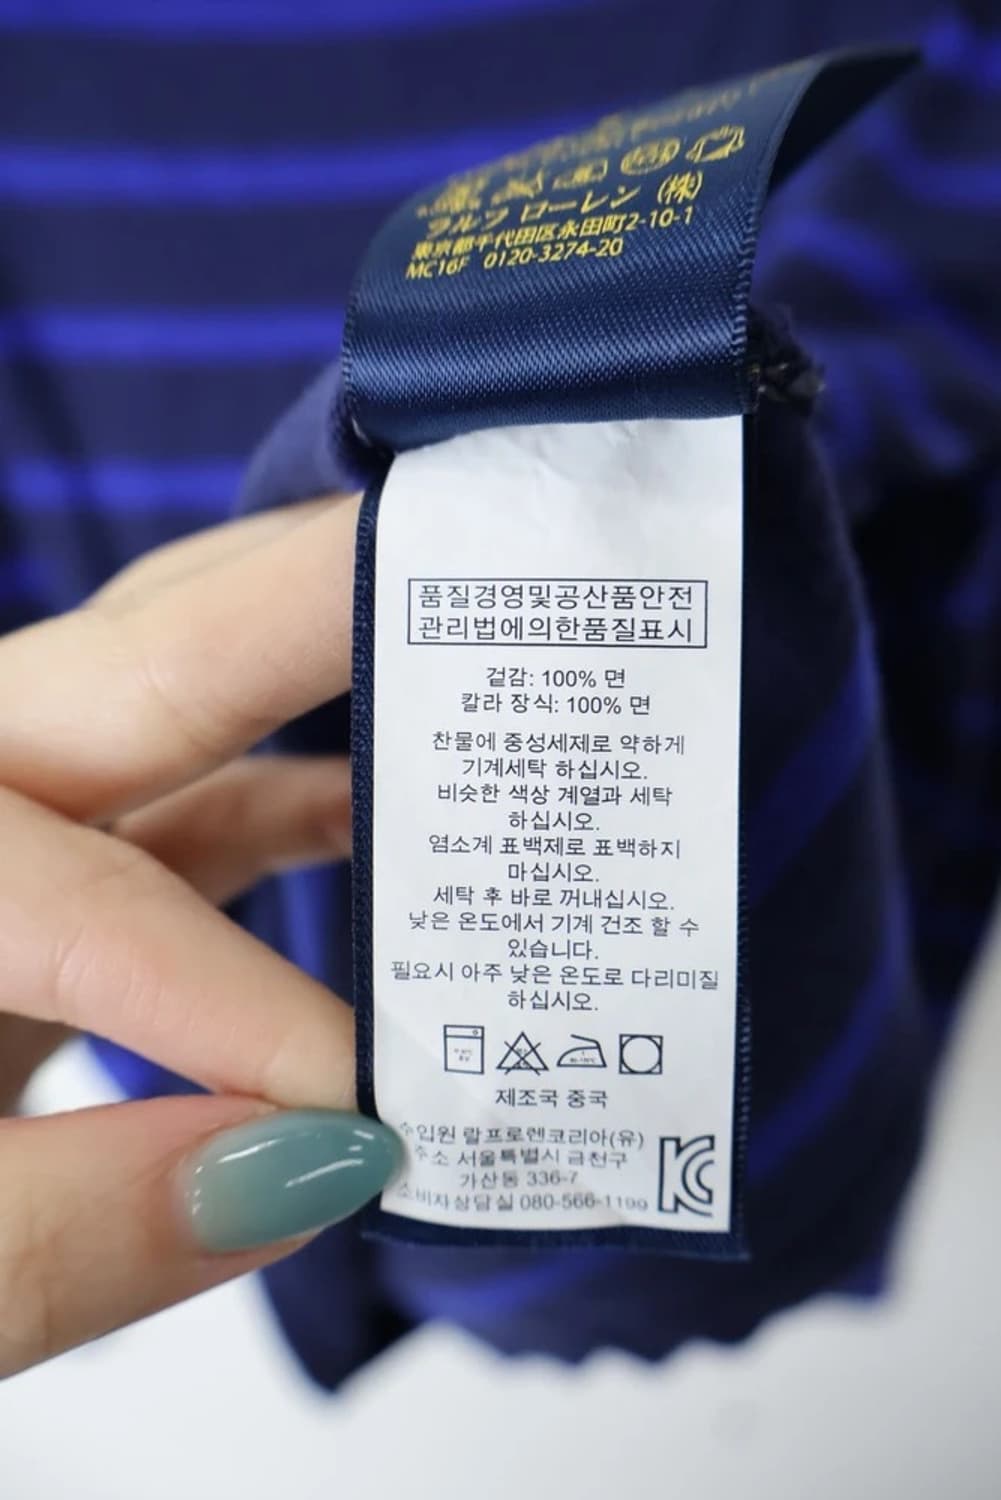 ラルフ ローレン (株)
東京都千代田区永田町2-10-1
MC16F 0120-3274-20
품질경영및공산품안전
관리법에의한품질표시
겉감: 100% 면
칼라 장식: 100% 면
찬물에 중성세제로 약하게
기계세탁 하십시오.
비슷한 색상 계열과 세탁
하십시오.
염소계 표백제로 표백하지
마십시오.
세탁 후 바로 꺼내십시오.
낮은 온도에서 기계 건조 할 수
있습니다.
필요시 아주 낮은 온도로 다리미질
하십시오.
제조국 중국
수입원 랄프로렌코리아(유)
주소 서울특별시 금천구
가산동 336-7
소비자상담실 080-566-1199
KC